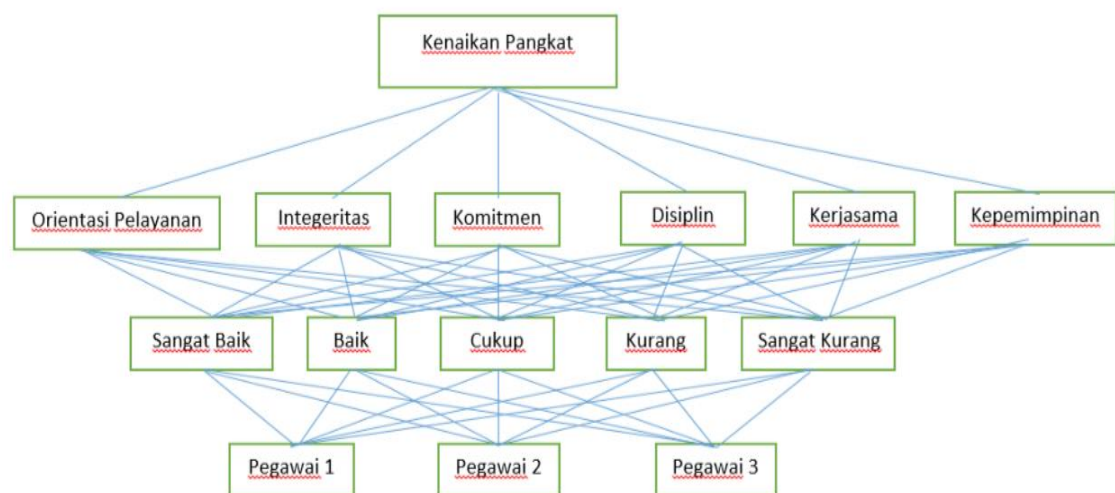 Kenaikan Pangkat
Orientasi Pelayanan
Integeritas
Komitmen
Disiplin
Kerjasama
Kepemimpinan
Sangat Baik
Baik
Cukup
Kurang
Sangat Kurang
Pegawai 1
Pegawai 2
Pegawai 3